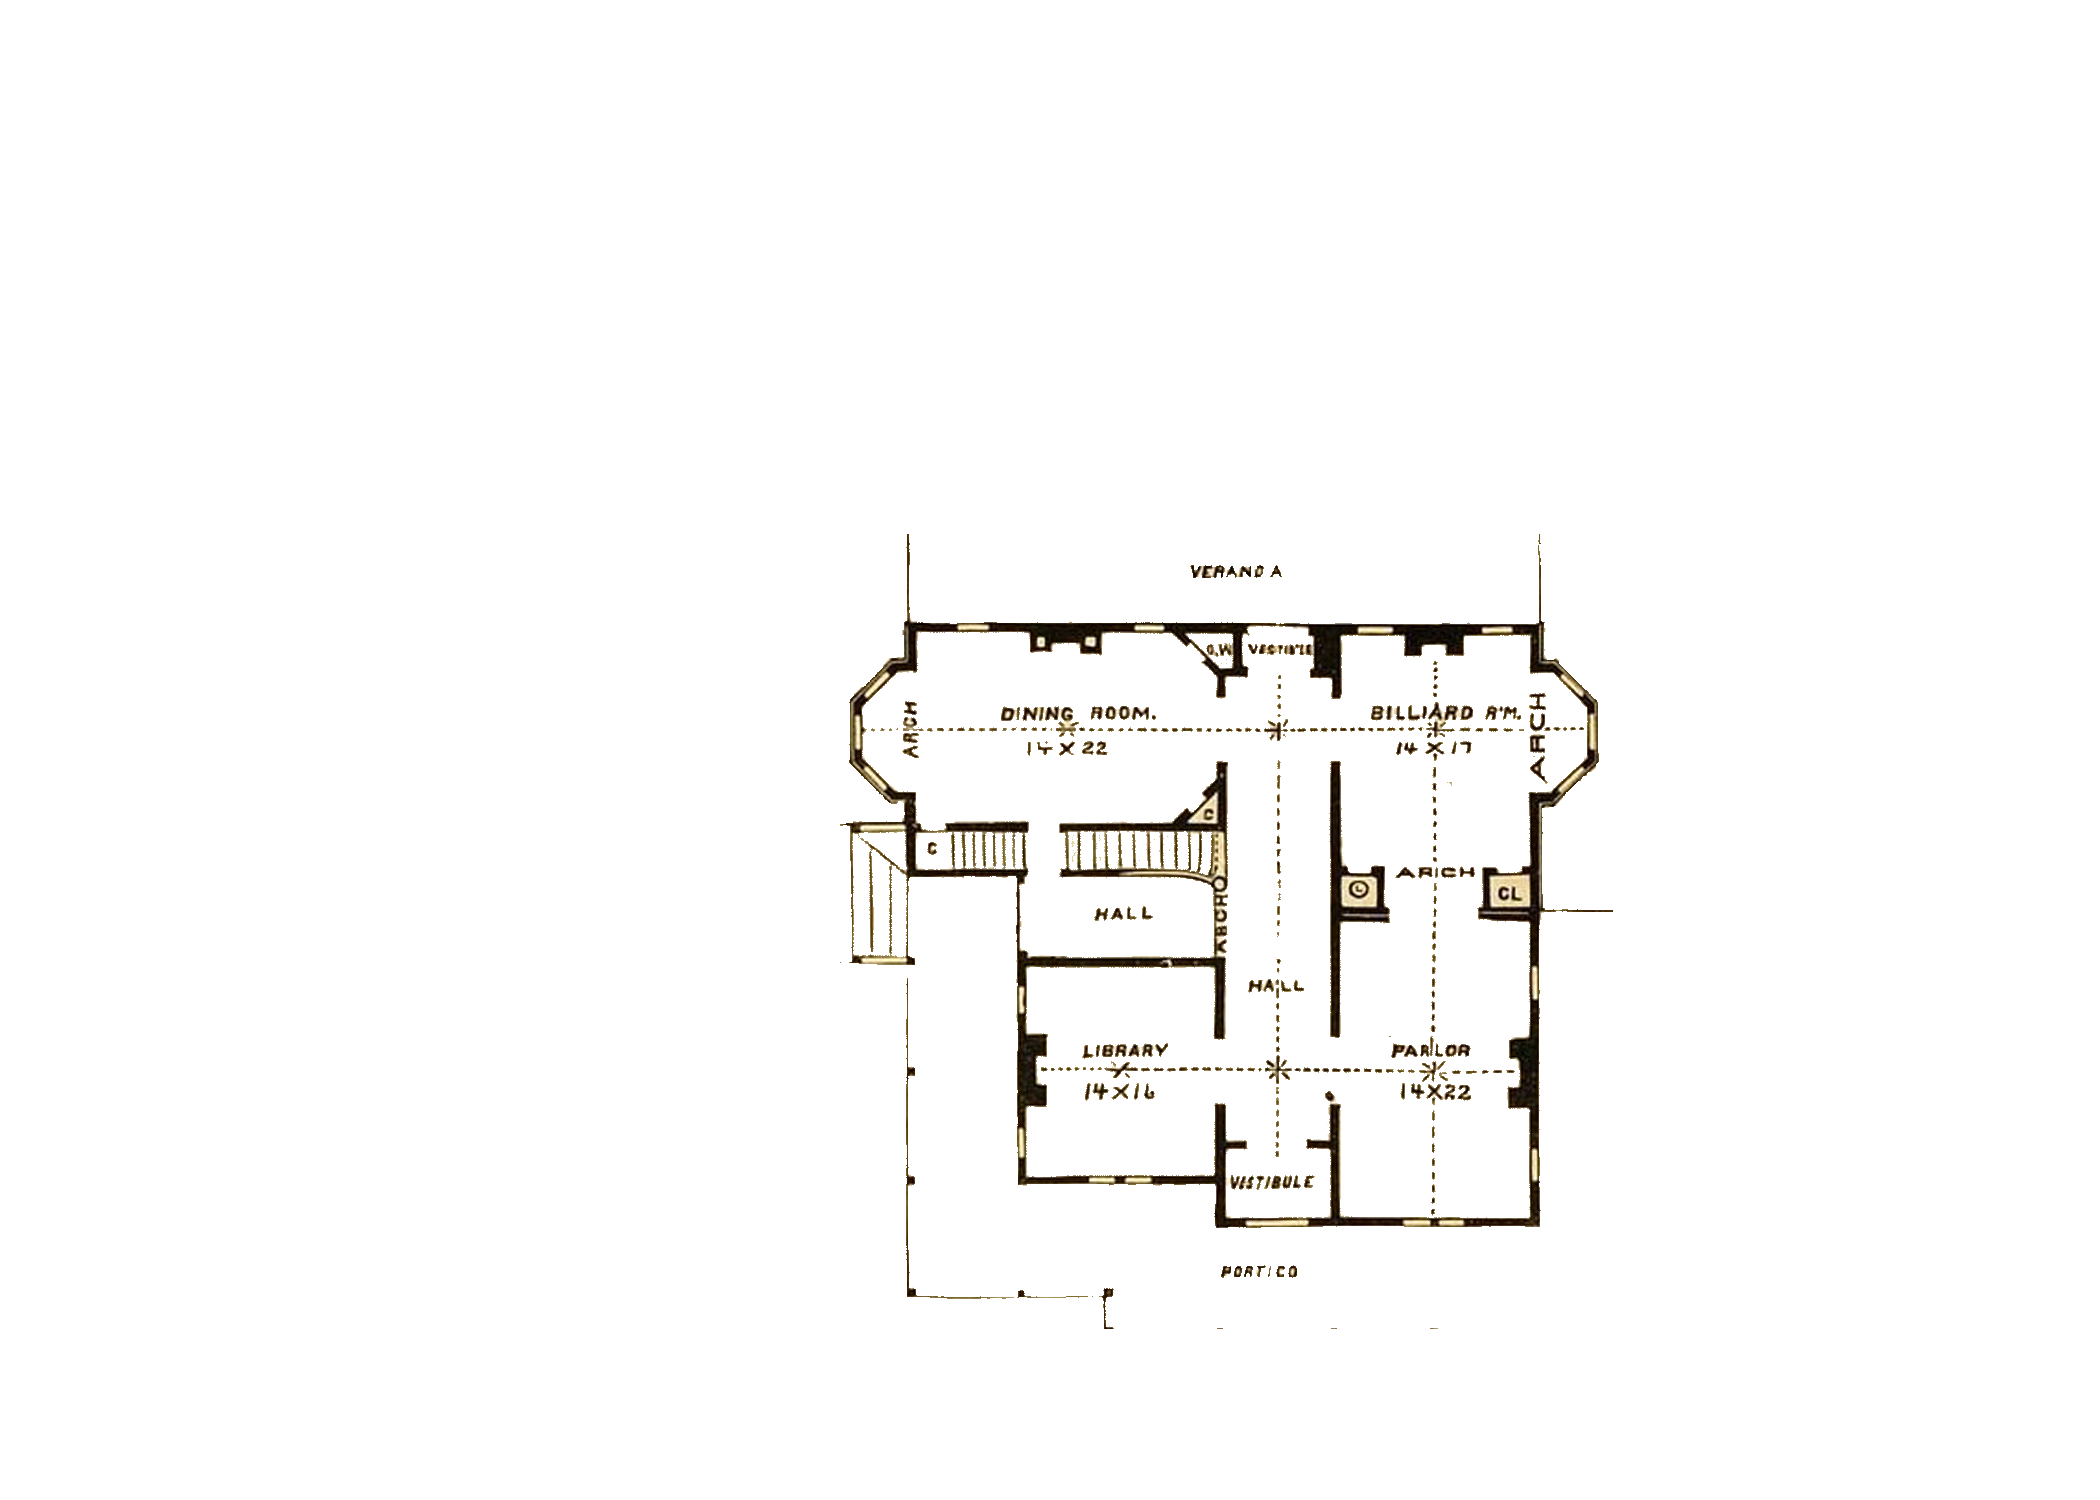 VERANDA
D.W
VESTIB'LE
DINING ROOM.
14 X 22
ARCH
BILLIARD R'M.
14 X 17
ARCH
C
C
ARCH
L
CL
HALL
ARCH
HALL
LIBRARY
14 X 16
PARLOR
14 X 22
VESTIBULE
PORTICO